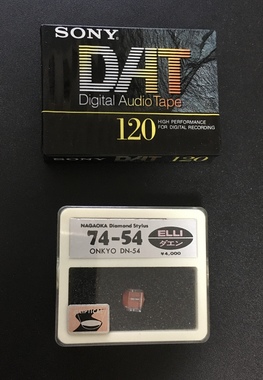 SONY
DAT
Digital Audio Tape
120
HIGH PERFORMANCE
FOR DIGITAL RECORDING
SONY DAT 120
NAGAOKA Diamond Stylus
74-54
ONKYO DN-54
ELLI
ダエン
¥4,000